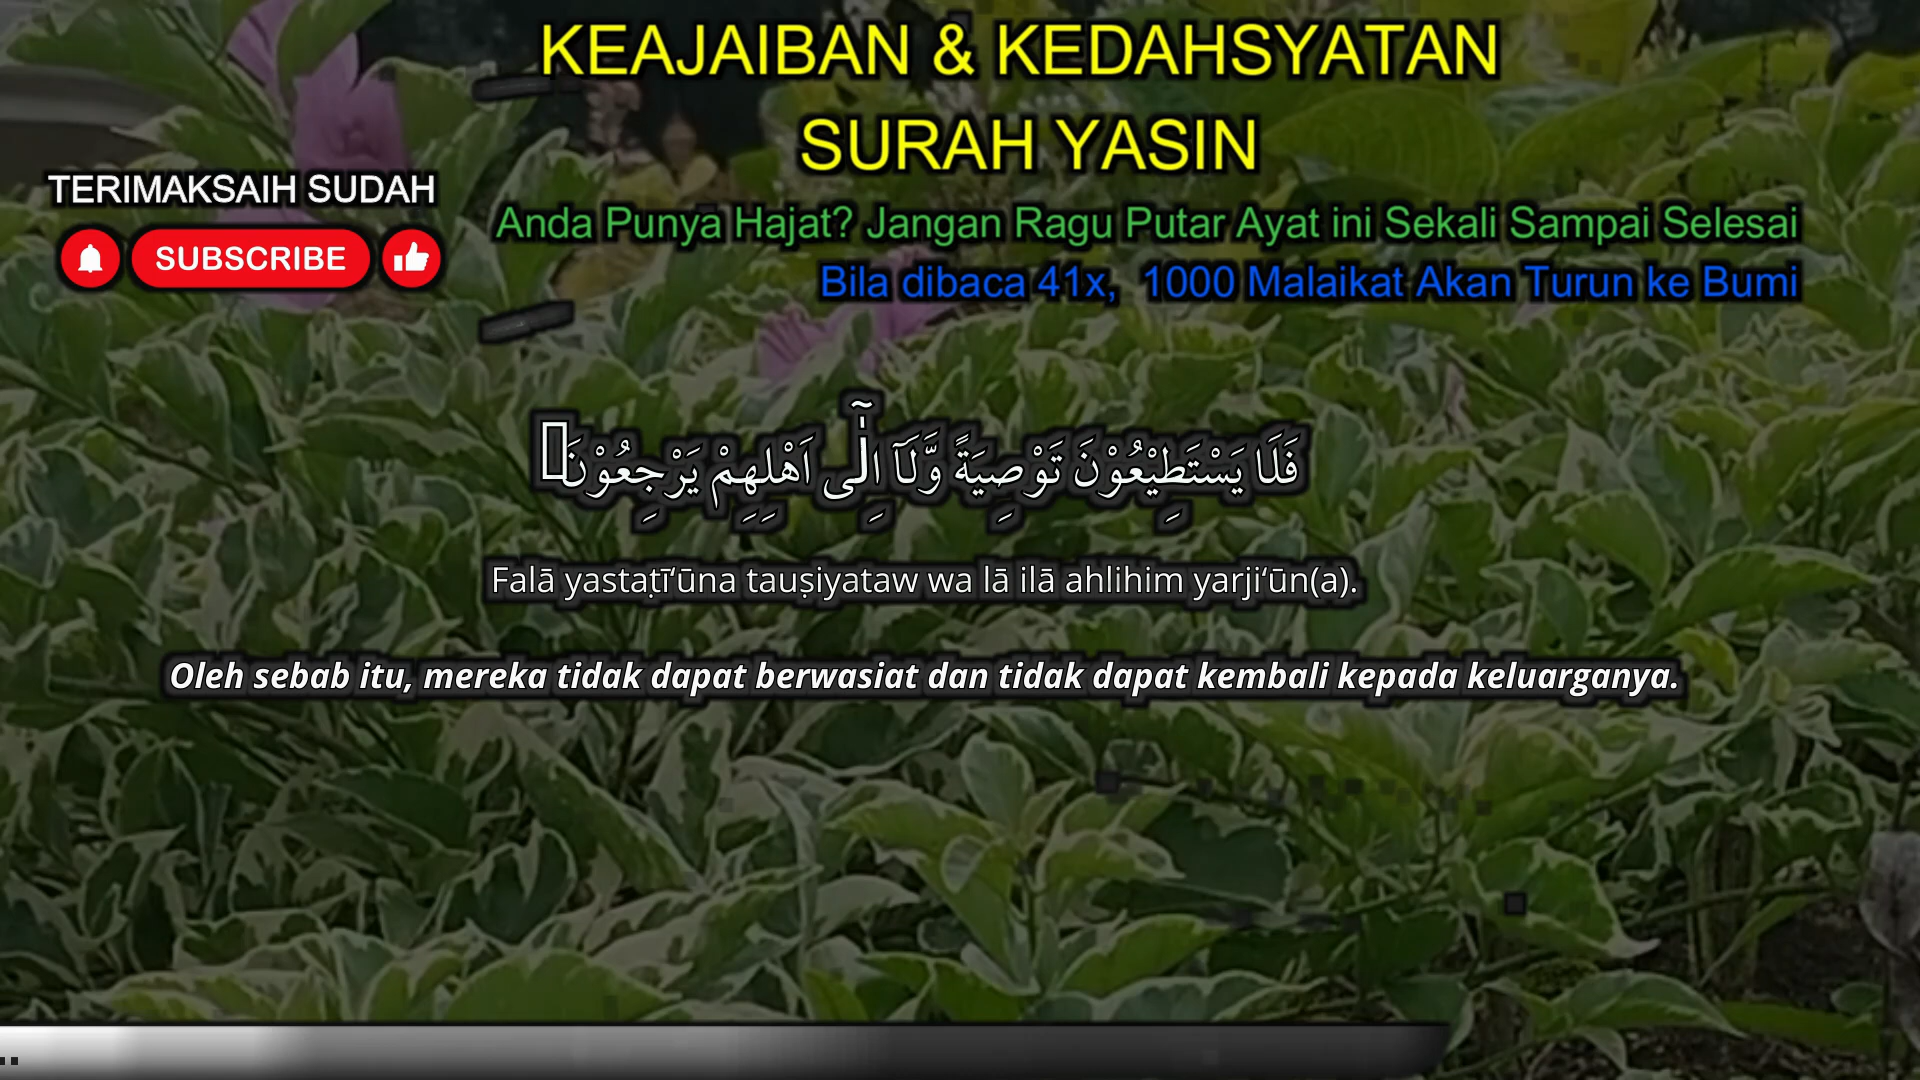 KEAJAIBAN & KEDAHSYATAN
SURAH YASIN
TERIMAKSAIH SUDAH
SUBSCRIBE
Anda Punya Hajat? Jangan Ragu Putar Ayat ini Sekali Sampai Selesai
Bila dibaca 41x, 1000 Malaikat Akan Turun ke Bumi
فَلَا يَسْتَطِيْعُوْنَ تَوْصِيَةً وَّلَآ اِلٰٓى اَهْلِهِمْ يَرْجِعُوْنَ
Falā yastaṭī‘ūna tauṣiyataw wa lā ilā ahlihim yarji‘ūn(a).
Oleh sebab itu, mereka tidak dapat berwasiat dan tidak dapat kembali kepada keluarganya.
..